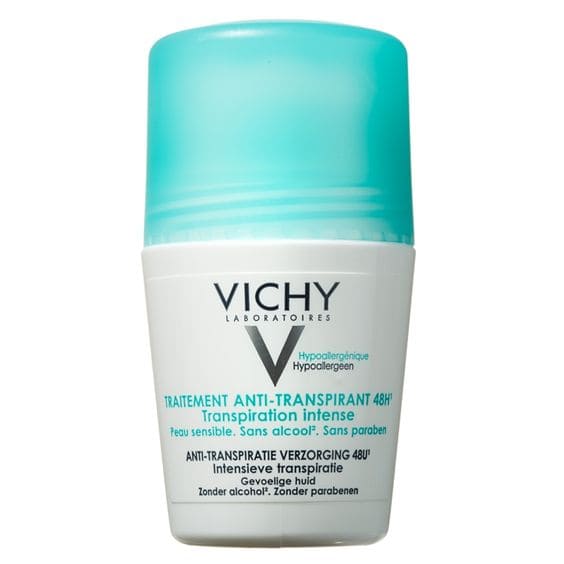 VICHY
LABORATOIRES
V
Hypoallergénique
Hypoallergeen
TRAITEMENT ANTI-TRANSPIRANT 48H¹
Transpiration intense
Peau sensible. Sans alcool². Sans paraben
ANTI-TRANSPIRATIE VERZORGING 48U¹
Intensieve transpiratie
Gevoelige huid
Zonder alcohol². Zonder parabenen